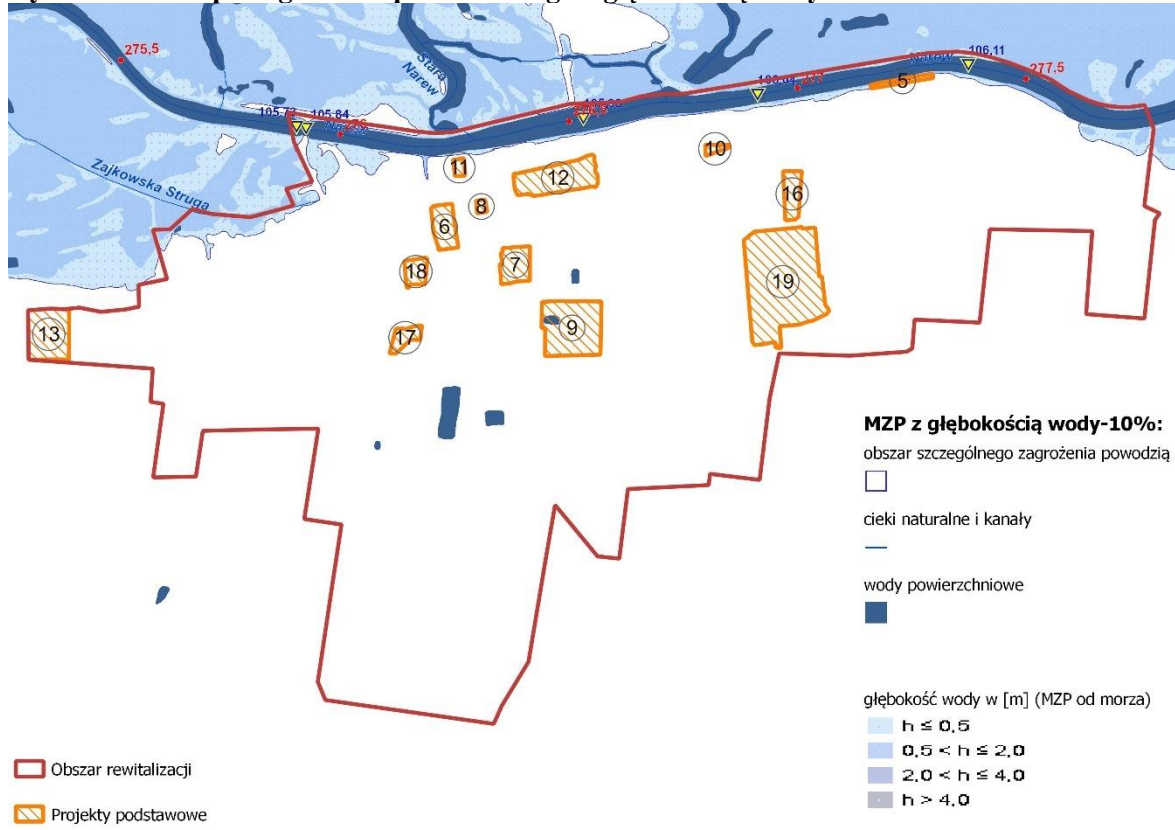 275,5
Stara
Narew
106,11
277,5
5
105,84
Zajkowska Struga
10
11
12
16
8
6
18
7
19
13
17
9
MZP z głębokością wody-10%:
obszar szczególnego zagrożenia powodzią
cieki naturalne i kanały
wody powierzchniowe
głębokość wody w [m] (MZP od morza)
h ≤ 0,5
0,5 < h ≤ 2,0
2,0 < h ≤ 4,0
h > 4,0
Obszar rewitalizacji
Projekty podstawowe